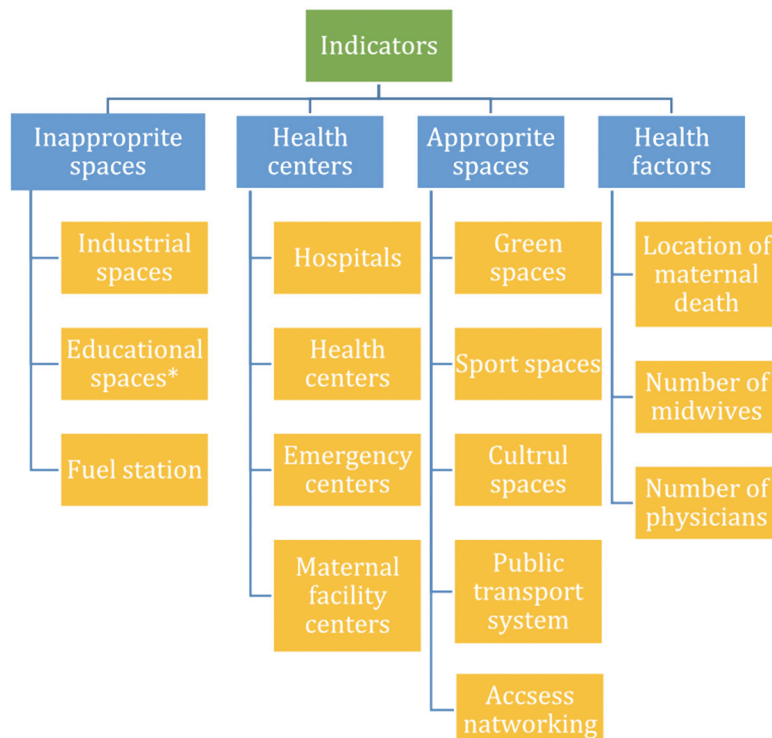 Indicators
Inapproprite
spaces
Industrial
spaces
Educational
spaces*
Fuel station
Health
centers
Hospitals
Health
centers
Emergency
centers
Maternal
facility
centers
Approprite
spaces
Green
spaces
Sport spaces
Cultrul
spaces
Public
transport
system
Accsess
natworking
Health
factors
Location of
maternal
death
Number of
midwives
Number of
physicians